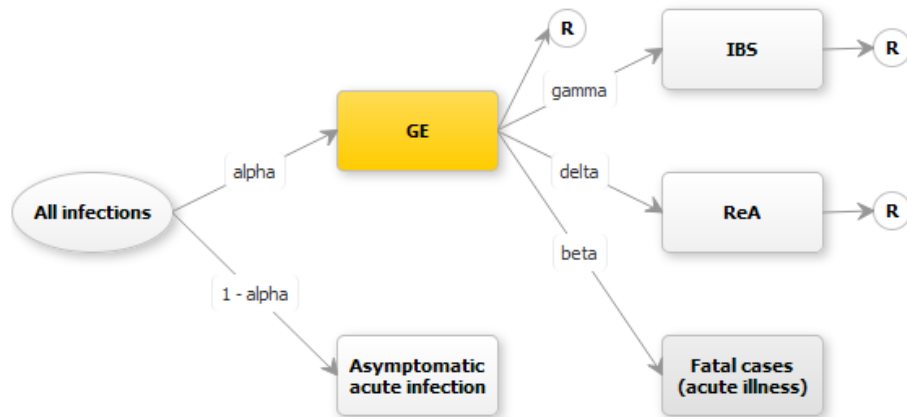 R
IBS
R
gamma
GE
alpha
delta
All infections
ReA
R
beta
1 - alpha
Asymptomatic
acute infection
Fatal cases
(acute illness)